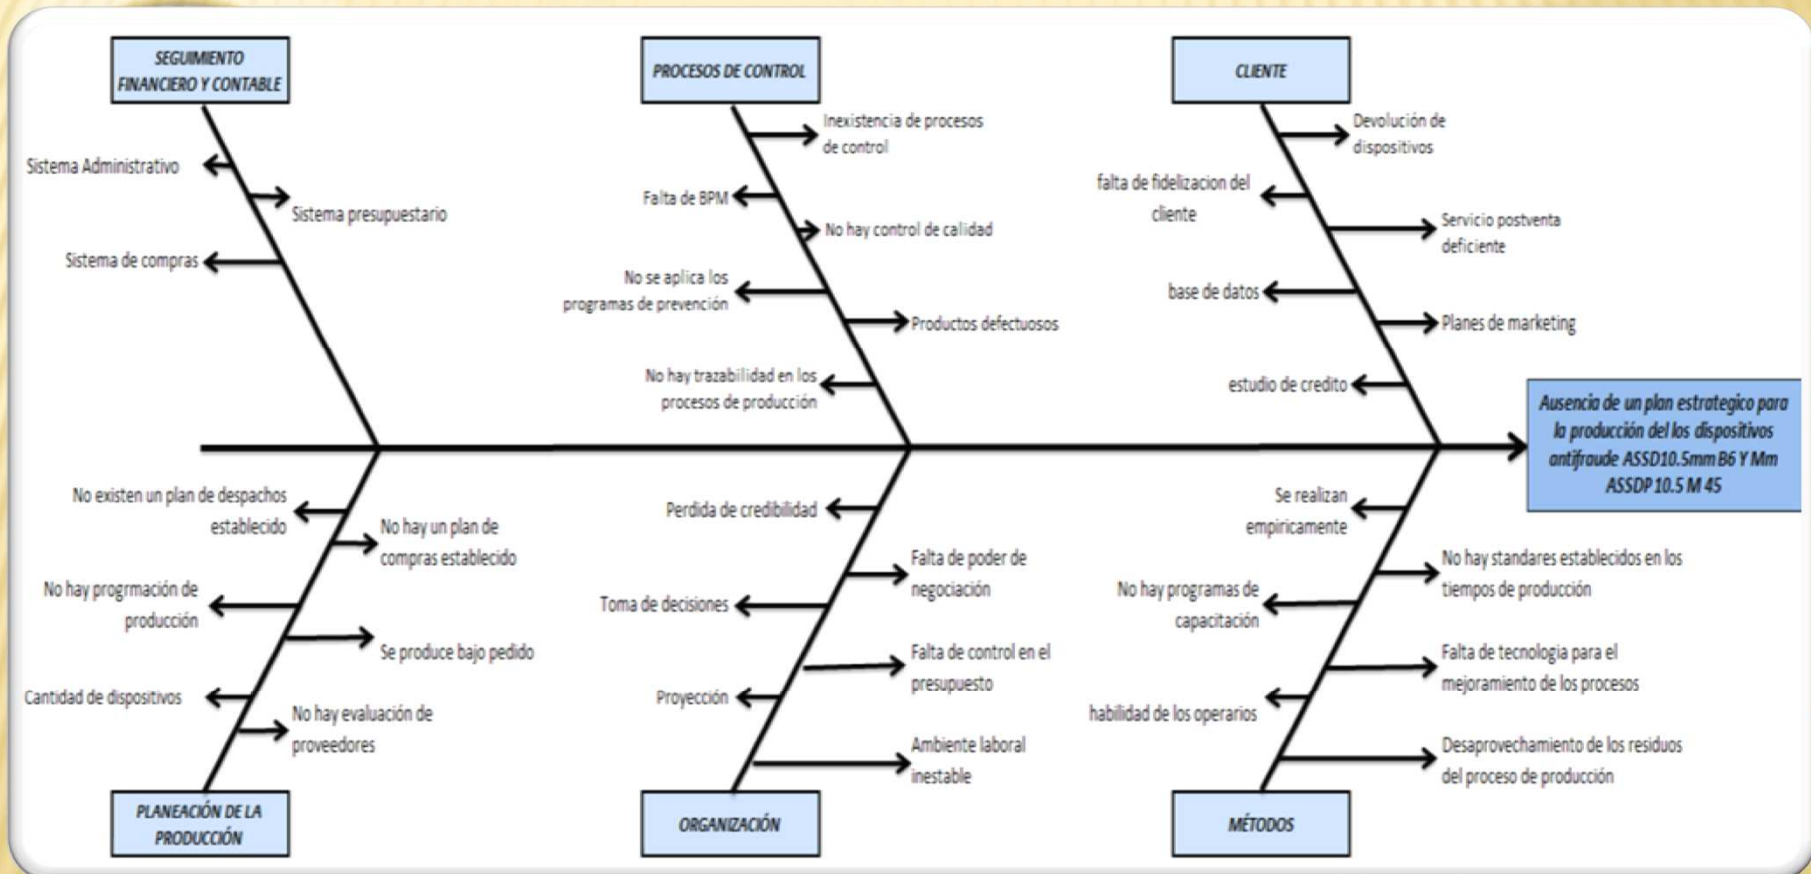 SEGUIMIENTO
FINANCIERO Y CONTABLE
Sistema Administrativo
Sistema presupuestario
Sistema de compras
PROCESOS DE CONTROL
Inexistencia de procesos
de control
Falta de BPM
No hay control de calidad
No se aplica los
programas de prevención
Productos defectuosos
No hay trazabilidad en los
procesos de producción
CLIENTE
Devolución de
dispositivos
falta de fidelizacion del
cliente
Servicio postventa
deficiente
base de datos
Planes de marketing
estudio de credito
Ausencia de un plan estrategico para
la producción del los dispositivos
antifraude ASSD10.5mm B6 Y Mm
ASSDP 10.5 M 45
No existen un plan de despachos
establecido
No hay un plan de
compras establecido
No hay progrmación de
producción
Se produce bajo pedido
Cantidad de dispositivos
No hay evaluación de
proveedores
PLANEACIÓN DE LA
PRODUCCIÓN
Perdida de credibilidad
Falta de poder de
negociación
Toma de decisiones
Falta de control en el
presupuesto
Proyección
Ambiente laboral
inestable
ORGANIZACIÓN
Se realizan
empiricamente
No hay standares establecidos en los
tiempos de producción
No hay programas de
capacitación
Falta de tecnologia para el
mejoramiento de los procesos
habilidad de los operarios
Desaprovechamiento de los residuos
del proceso de producción
MÉTODOS